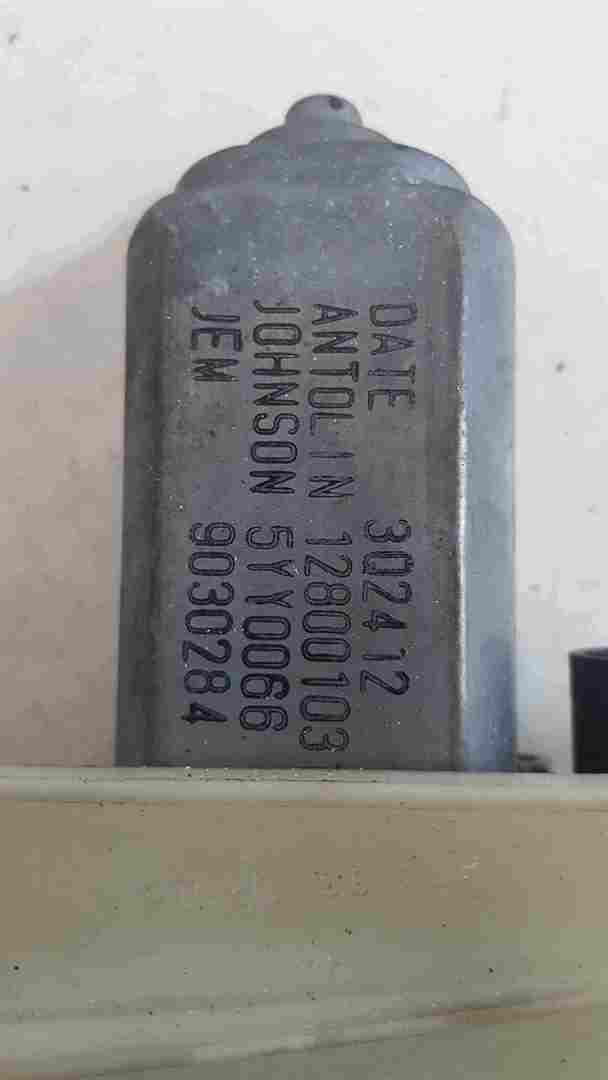 DATE 302412
ANTOLIN 12800103
JOHNSON 5YY0066
JEM 9030284